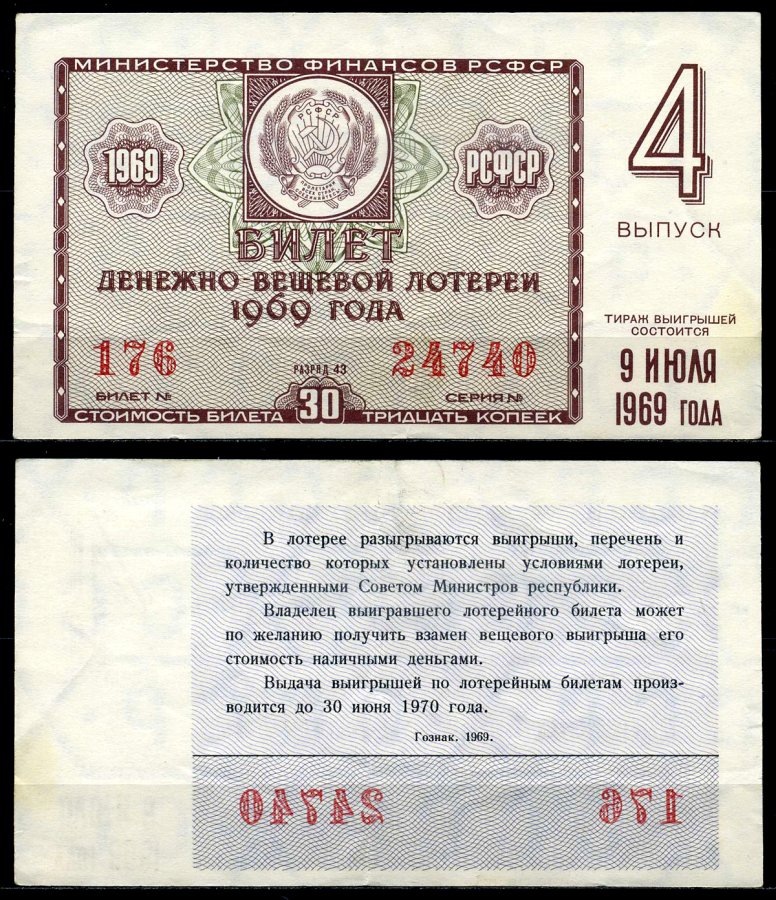 МИНИСТЕРСТВО ФИНАНСОВ РСФСР
РСФСР
1969
РСФСР
4
ВЫПУСК
БИЛЕТ
ДЕНЕЖНО-ВЕЩЕВОЙ ЛОТЕРЕИ
1969 ГОДА
ТИРАЖ ВЫИГРЫШЕЙ
СОСТОИТСЯ
9 ИЮЛЯ
1969 ГОДА
176
РАЗРЯД 43
24740
БИЛЕТ №
СЕРИЯ №
СТОИМОСТЬ БИЛЕТА 30 ТРИДЦАТЬ КОПЕЕК
В лотерее разыгрываются выигрыши, перечень и
количество которых установлены условиями лотереи,
утвержденными Советом Министров республики.
Владелец выигравшего лотерейного билета может
по желанию получить взамен вещевого выигрыша его
стоимость наличными деньгами.
Выдача выигрышей по лотерейным билетам произ-
водится до 30 июня 1970 года.
Гознак. 1969.
24740
176